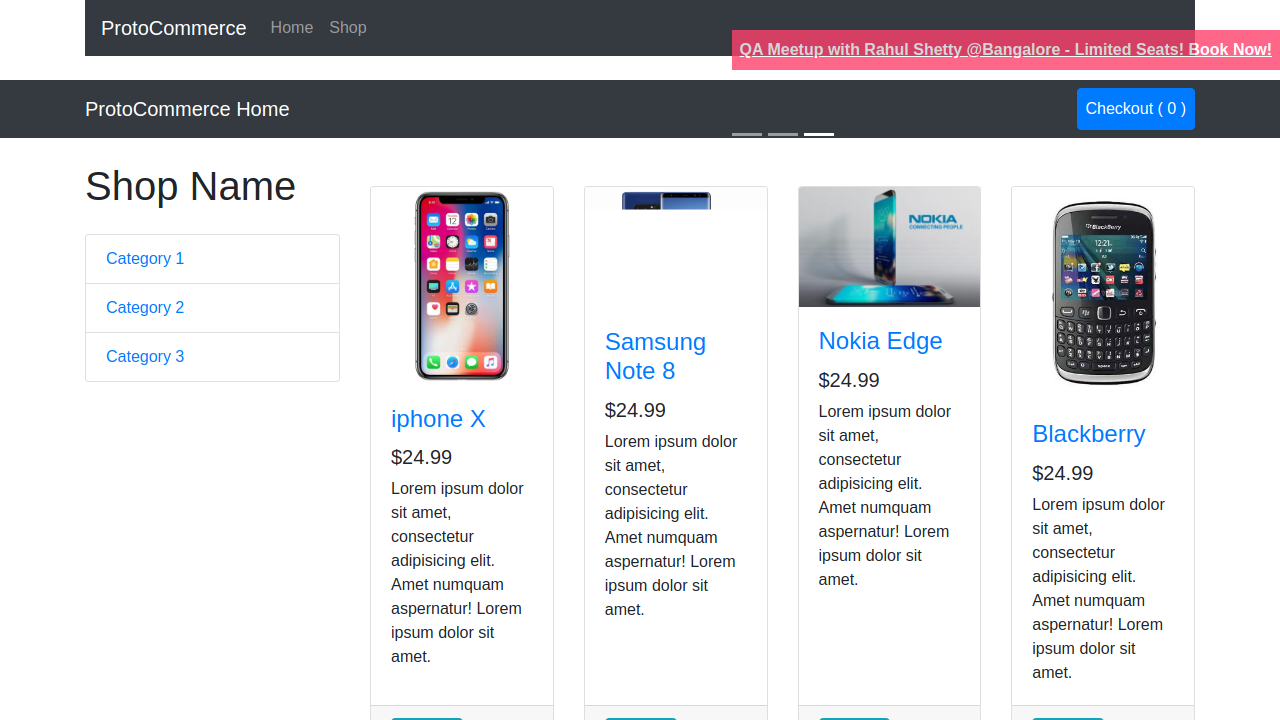 ProtoCommerce Home Shop
QA Meetup with Rahul Shetty @Bangalore - Limited Seats! Book Now!
ProtoCommerce Home
Checkout ( 0 )
Shop Name
Category 1
Category 2
Category 3
iphone X
$24.99
Lorem ipsum dolor
sit amet,
consectetur
adipisicing elit.
Amet numquam
aspernatur! Lorem
ipsum dolor sit
amet.
Samsung
Note 8
$24.99
Lorem ipsum dolor
sit amet,
consectetur
adipisicing elit.
Amet numquam
aspernatur! Lorem
ipsum dolor sit
amet.
NOKIA
CONNECTING PEOPLE
Nokia Edge
$24.99
Lorem ipsum dolor
sit amet,
consectetur
adipisicing elit.
Amet numquam
aspernatur! Lorem
ipsum dolor sit
amet.
BlackBerry
12:21
Blackberry
$24.99
Lorem ipsum dolor
sit amet,
consectetur
adipisicing elit.
Amet numquam
aspernatur! Lorem
ipsum dolor sit
amet.